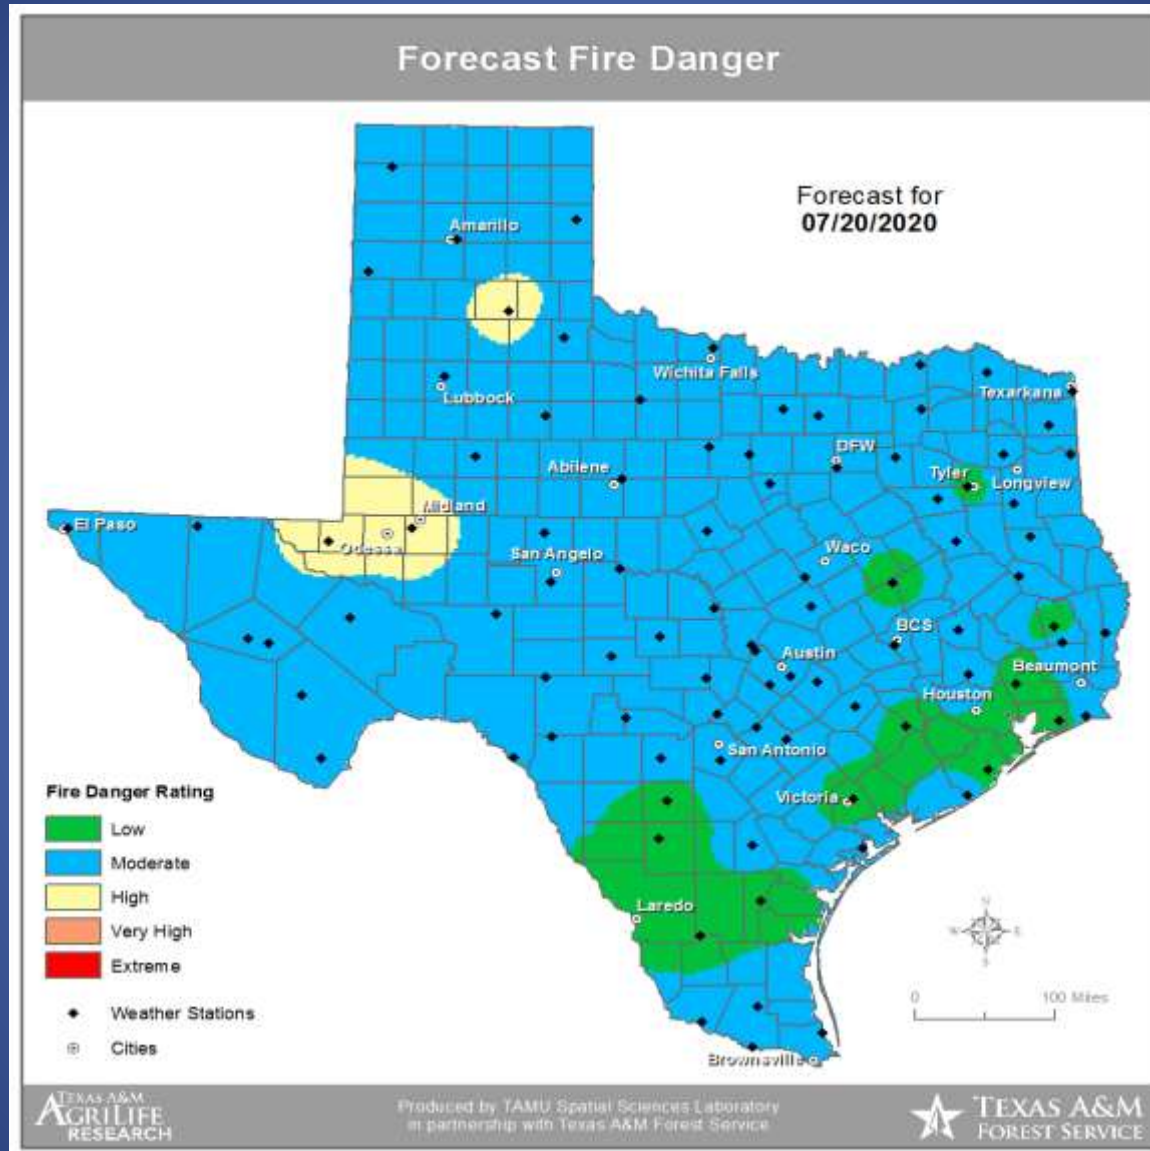 Forecast Fire Danger
Forecast for
07/20/2020
Amarillo
Wichita Falls
Texarkana
Lubbock
DFW
Abilene
Tyler
Longview
Midland
El Paso
Odessa
San Angelo
Waco
BCS
Austin
Beaumont
Houston
San Antonio
Victoria
Laredo
Brownsville
Fire Danger Rating
Low
Moderate
High
Very High
Extreme
Weather Stations
Cities
N
W E
S
0 100 Miles
TEXAS A&M
AGRILIFE
RESEARCH
Produced by TAMU Spatial Sciences Laboratory
in partnership with Texas A&M Forest Service
TEXAS A&M
FOREST SERVICE